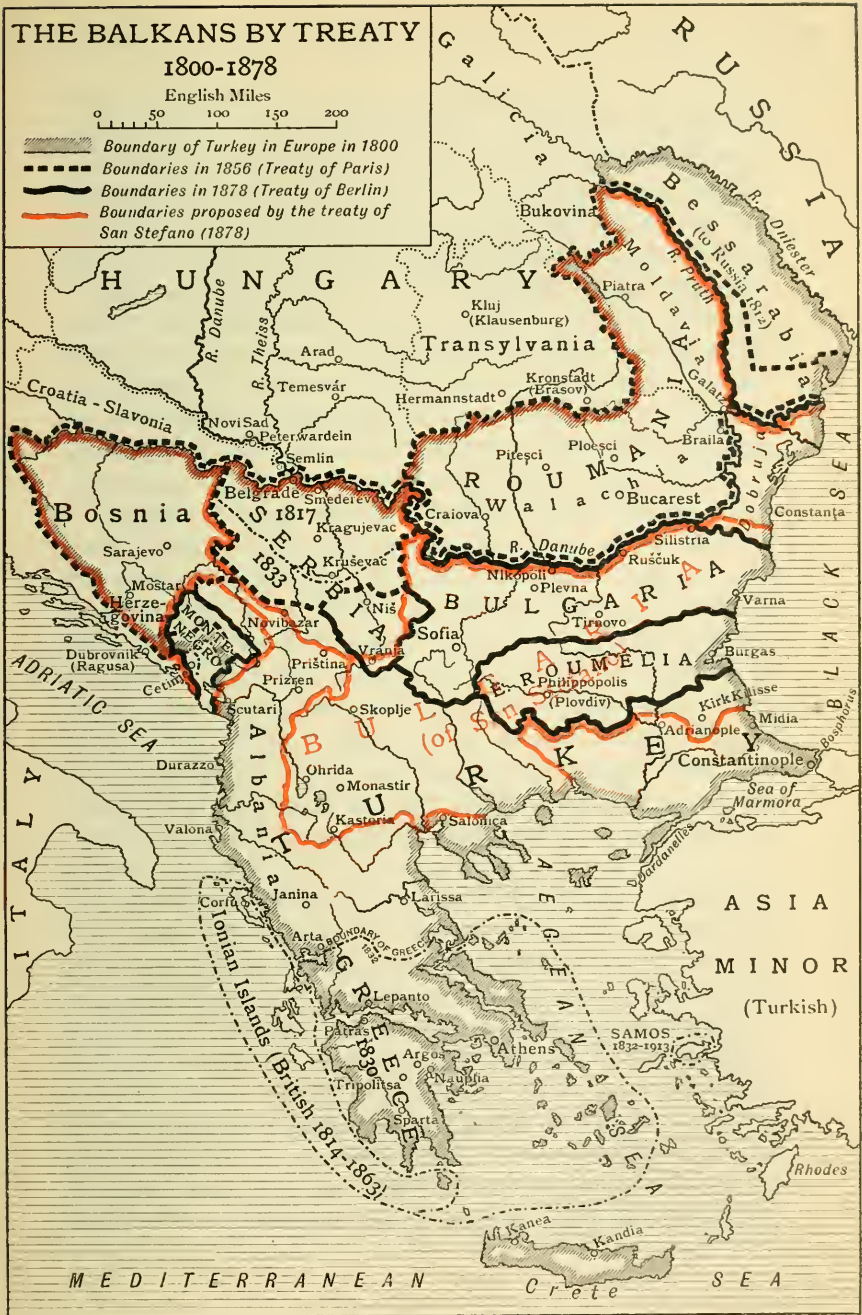 THE BALKANS BY TREATY
1800-1878
English Miles
0 50 100 150 200
Boundary of Turkey in Europe in 1800
Boundaries in 1856 (Treaty of Paris)
Boundaries in 1878 (Treaty of Berlin)
Boundaries proposed by the treaty of
San Stefano (1878)
RUSSIA
Galicia
Bukovina
Bessarabia
(to Russia 1812)
R. Dniester
R. Pruth
Moldavia
Piatra
HUNGARY
R. Danube
R. Theiss
Kluj
(Klausenburg)
Transylvania
Arad
Temesvár
Hermannstadt
Kronstadt
(Brasov)
Galatz
Braila
Croatia-Slavonia
Novi Sad
Peterwardein
Semlin
ROUMANIA
Pitesci
Ploesci
Walachia
Bucarest
Craiova
Dobruja
Constanta
Bosnia
Sarajevo
Mostar
Herze-
govina
Belgrade
1817
Smederevo
SERBIA
Kragujevac
1833
Kruševac
Niš
Vranja
R. Danube
Silistria
Ruščuk
Nikopoli
Plevna
BULGARIA
Tirnovo
Varna
Sofia
Burgas
E. ROUMELIA
Philippopolis
(Plovdiv)
BULGARIA
(of San Stefano)
Dubrovnik
(Ragusa)
MONTE
NEGRO
Cetinje
Novibazar
Priština
Prizren
Scutari
Skoplje
Kirk Kilisse
Adrianople
Midia
Bosphorus
Constantinople
BLACK SEA
ADRIATIC SEA
Durazzo
Albania
Ohrida
Monastir
Kastoria
TURKEY
Salonica
Sea of
Marmora
Dardanelles
ITALY
Valona
Janina
Larissa
Corfu
Arta
BOUNDARY OF GREECE
1832
Ionian Islands (British 1814-1863)
GREECE
1830
Lepanto
Patras
Argos
Nauplia
Tripolitsa
Sparta
Athens
AEGEAN SEA
ASIA
MINOR
(Turkish)
SAMOS
1832-1913
Rhodes
Kanea
Kandia
Crete
MEDITERRANEAN SEA